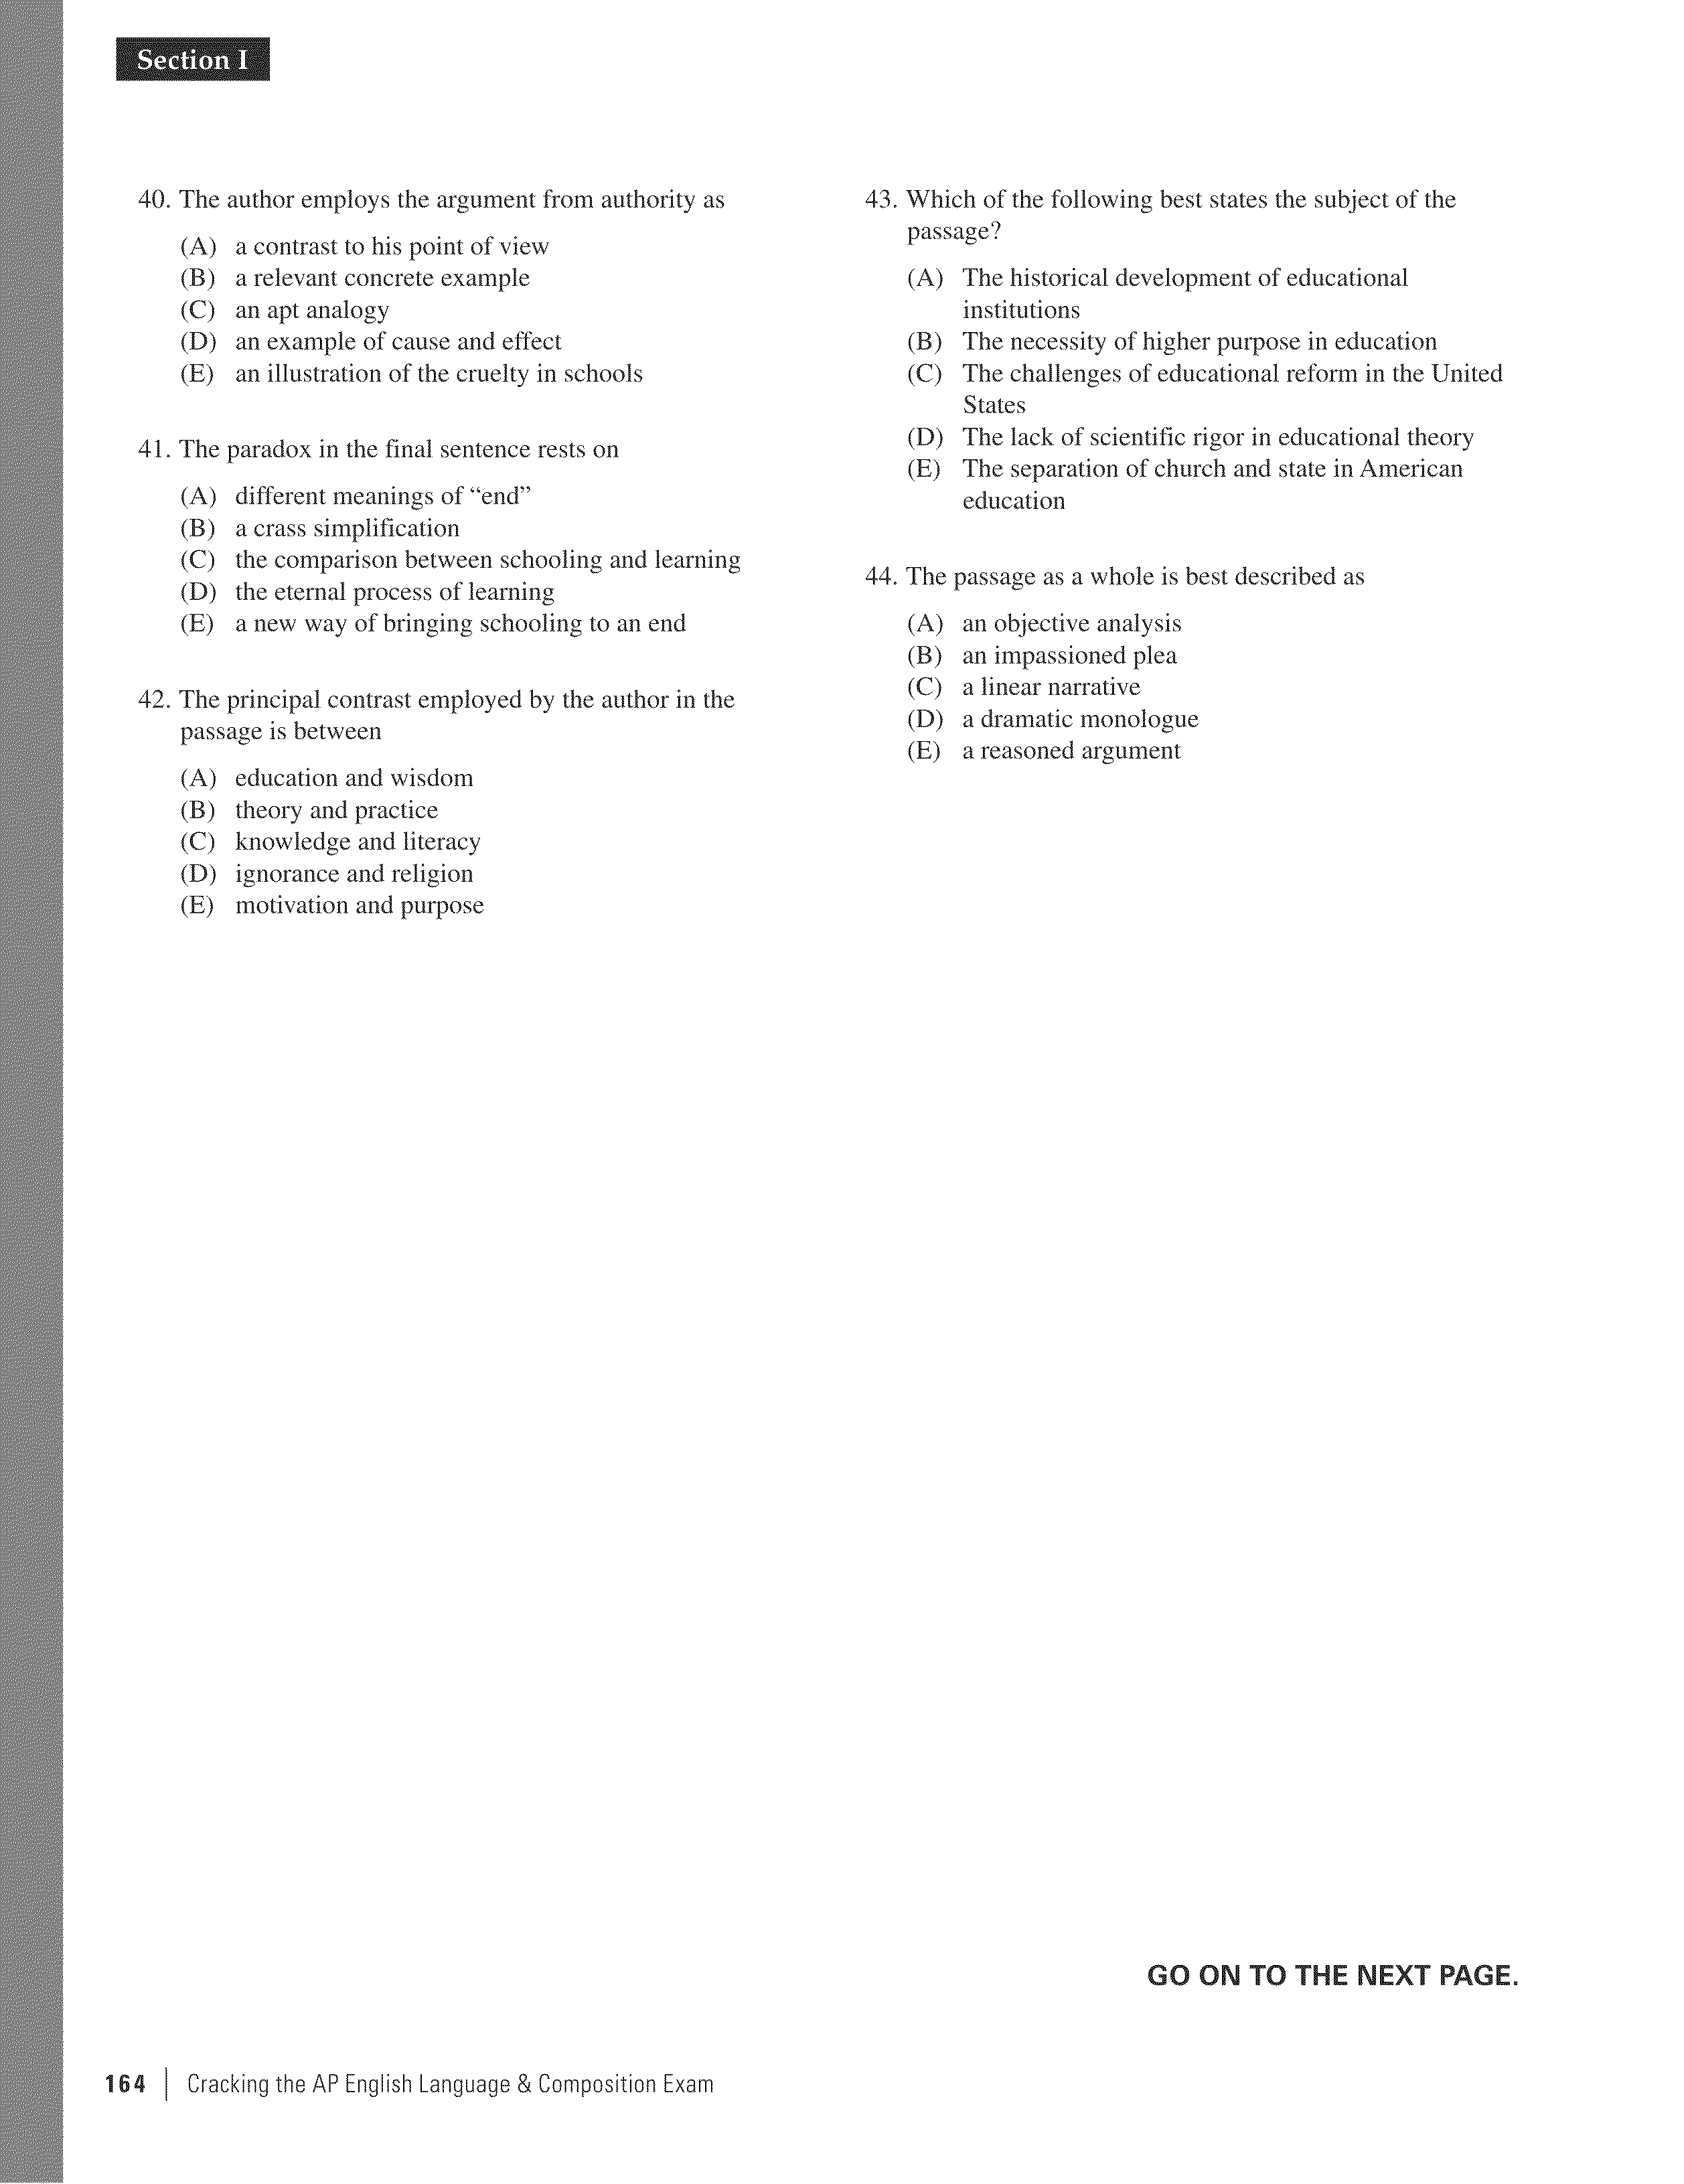 Section I
40. The author employs the argument from authority as
(A) a contrast to his point of view
(B) a relevant concrete example
(C) an apt analogy
(D) an example of cause and effect
(E) an illustration of the cruelty in schools
41. The paradox in the final sentence rests on
(A) different meanings of “end”
(B) a crass simplification
(C) the comparison between schooling and learning
(D) the eternal process of learning
(E) a new way of bringing schooling to an end
42. The principal contrast employed by the author in the
passage is between
(A) education and wisdom
(B) theory and practice
(C) knowledge and literacy
(D) ignorance and religion
(E) motivation and purpose
43. Which of the following best states the subject of the
passage?
(A) The historical development of educational
institutions
(B) The necessity of higher purpose in education
(C) The challenges of educational reform in the United
States
(D) The lack of scientific rigor in educational theory
(E) The separation of church and state in American
education
44. The passage as a whole is best described as
(A) an objective analysis
(B) an impassioned plea
(C) a linear narrative
(D) a dramatic monologue
(E) a reasoned argument
GO ON TO THE NEXT PAGE.
164 | Cracking the AP English Language & Composition Exam